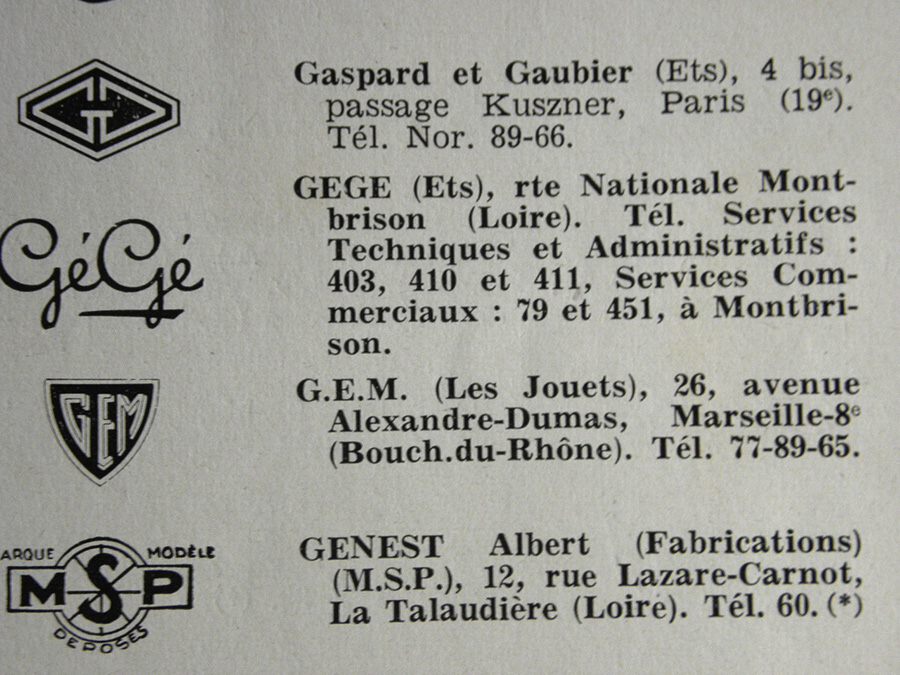 Gaspard et Gaubier (Ets), 4 bis,
passage Kuszner, Paris (19e).
Tél. Nor. 89-66.
GéGé
GEGE (Ets), rte Nationale Mont-
brison (Loire). Tél. Services
Techniques et Administratifs :
403, 410 et 411, Services Com-
merciaux : 79 et 451, à Montbri-
son.
GEM
G.E.M. (Les Jouets), 26, avenue
Alexandre-Dumas, Marseille-8e
(Bouch.du-Rhône). Tél. 77-89-65.
ARQUE MODÈLE
MSP
DEPOSÉS
GENEST Albert (Fabrications)
(M.S.P.), 12, rue Lazare-Carnot,
La Talaudière (Loire). Tél. 60. (*)